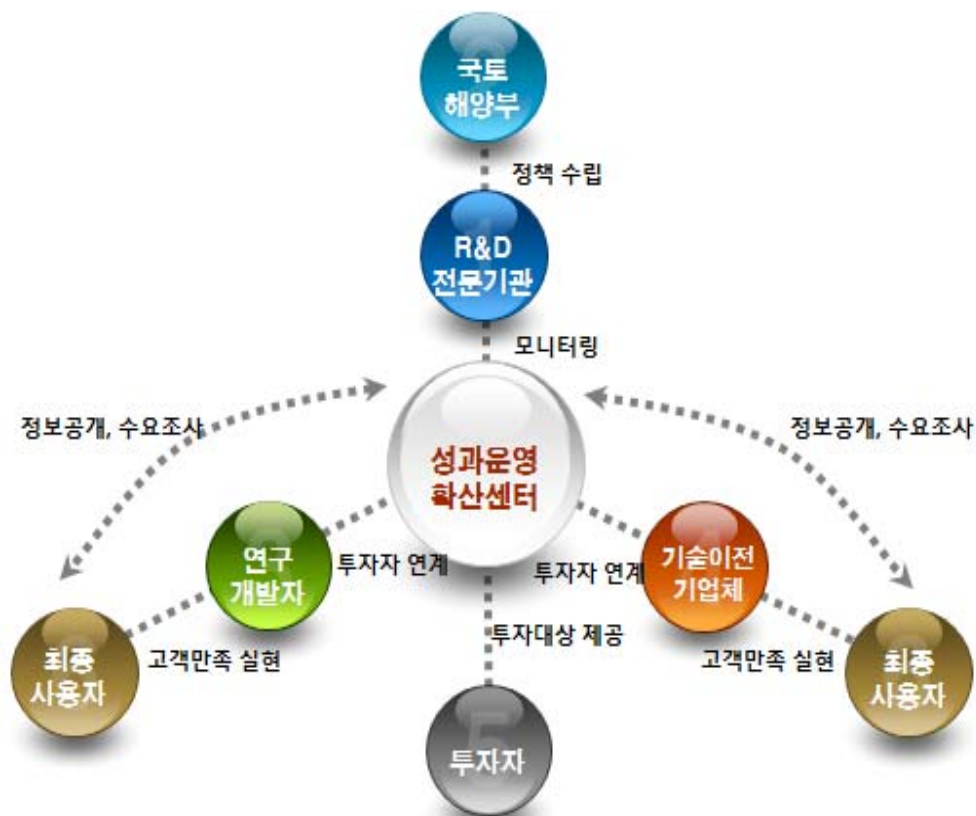 국토
해양부
정책 수립
R&D
전문기관
모니터링
정보공개, 수요조사
정보공개, 수요조사
성과운영
확산센터
연구
개발자
투자자 연계
투자자 연계
기술이전
기업체
최종
사용자
고객만족 실현
투자대상 제공
고객만족 실현
최종
사용자
투자자